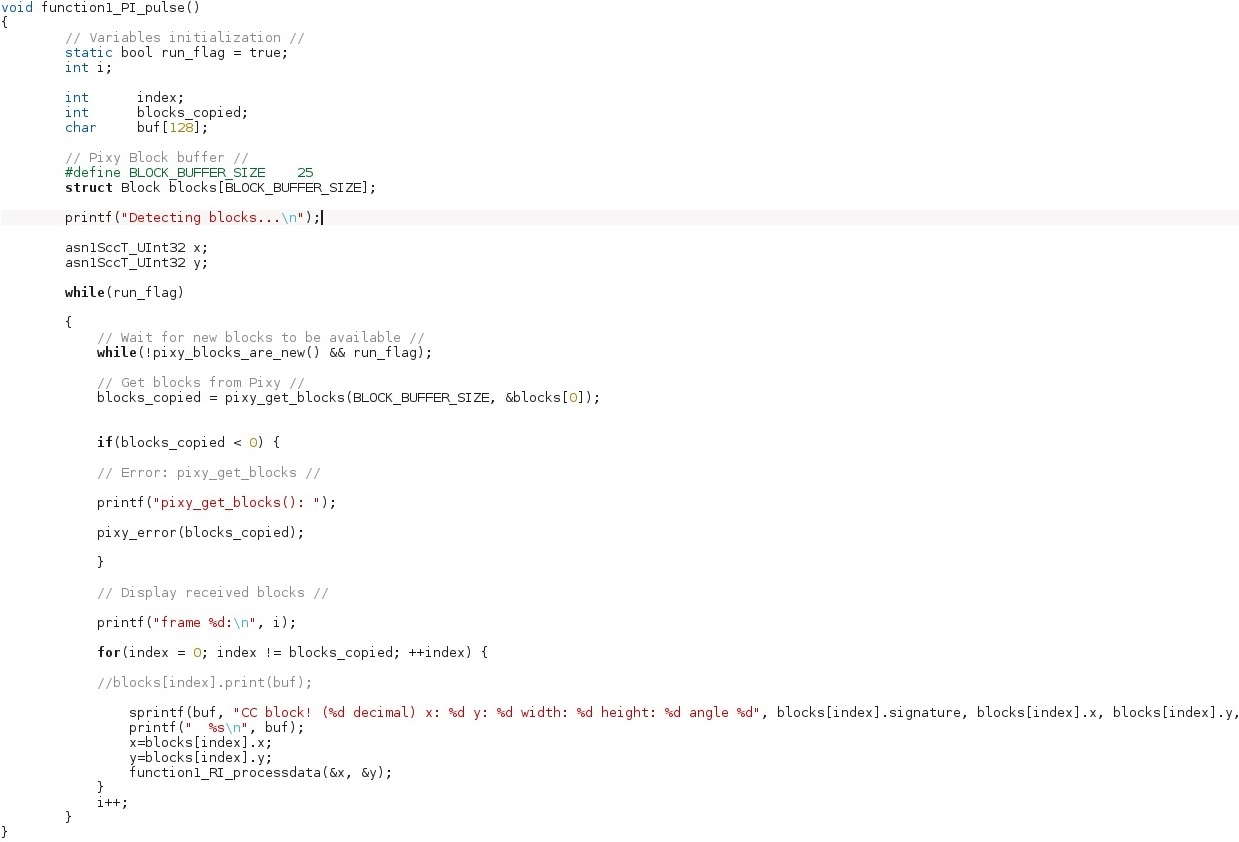 void function1_PI_pulse()
{
        // Variables initialization //
        static bool run_flag = true;
        int i;
        int      index;
        int      blocks_copied;
        char     buf[128];
        // Pixy Block buffer //
        #define BLOCK_BUFFER_SIZE    25
        struct Block blocks[BLOCK_BUFFER_SIZE];
        printf("Detecting blocks...\n");
        asn1SccT_UInt32 x;
        asn1SccT_UInt32 y;
        while(run_flag)
        {
            // Wait for new blocks to be available //
            while(!pixy_blocks_are_new() && run_flag);
            // Get blocks from Pixy //
            blocks_copied = pixy_get_blocks(BLOCK_BUFFER_SIZE, &blocks[0]);
            if(blocks_copied < 0) {
            // Error: pixy_get_blocks //
            printf("pixy_get_blocks(): ");
            pixy_error(blocks_copied);
            }
            // Display received blocks //
            printf("frame %d:\n", i);
            for(index = 0; index != blocks_copied; ++index) {
            //blocks[index].print(buf);
                sprintf(buf, "CC block! (%d decimal) x: %d y: %d width: %d height: %d angle %d", blocks[index].signature, blocks[index].x, blocks[index].y,
                printf("  %s\n", buf);
                x=blocks[index].x;
                y=blocks[index].y;
                function1_RI_processdata(&x, &y);
            }
            i++;
        }
}